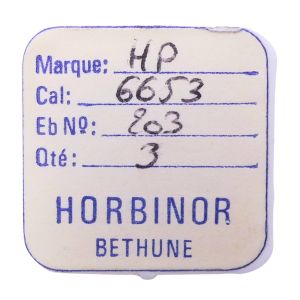 Marque: HP
Cal: 6653
Eb Nº: 203
Qté: 3
HORBINOR
BETHUNE